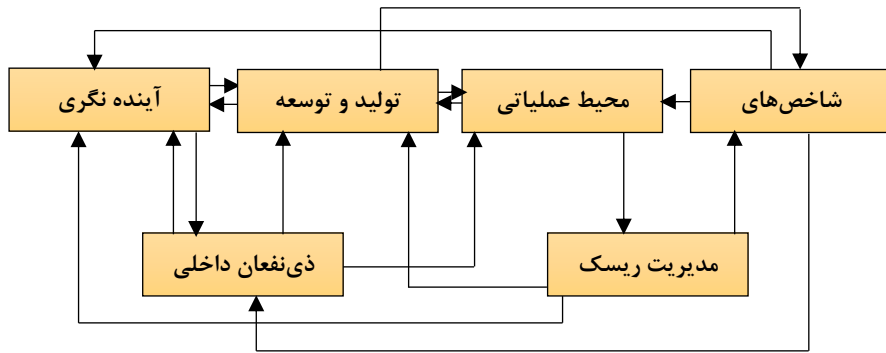 شاخص‌های
محیط عملیاتی
تولید و توسعه
آینده نگری
مدیریت ریسک
ذی‌نفعان داخلی